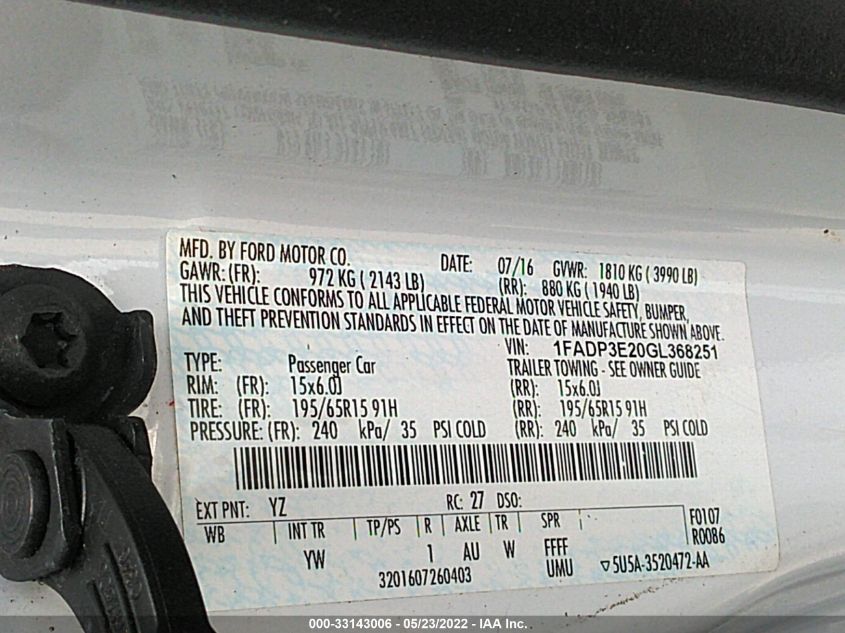 MFD. BY FORD MOTOR CO. DATE: 07/16 GVWR: 1810 KG ( 3990 LB)
GAWR: (FR): 972 KG ( 2143 LB) (RR): 880 KG ( 1940 LB)
THIS VEHICLE CONFORMS TO ALL APPLICABLE FEDERAL MOTOR VEHICLE SAFETY, BUMPER,
AND THEFT PREVENTION STANDARDS IN EFFECT ON THE DATE OF MANUFACTURE SHOWN ABOVE.
VIN: 1FADP3E20GL368251
TYPE: Passenger Car TRAILER TOWING - SEE OWNER GUIDE
RIM: (FR): 15x6.0J (RR): 15x6.0J
TIRE: (FR): 195/65R15 91H (RR): 195/65R15 91H
PRESSURE: (FR): 240 kPa/ 35 PSI COLD (RR): 240 kPa/ 35 PSI COLD
EXT PNT: YZ RC: 27 DSO:
WB INT TR TP/PS R AXLE TR SPR F0107
R0086
YW 1 AU W FFFF
UMU
3201607260403 ▽5U5A-3520472-AA
000-33143006 - 05/23/2022 - IAA Inc.